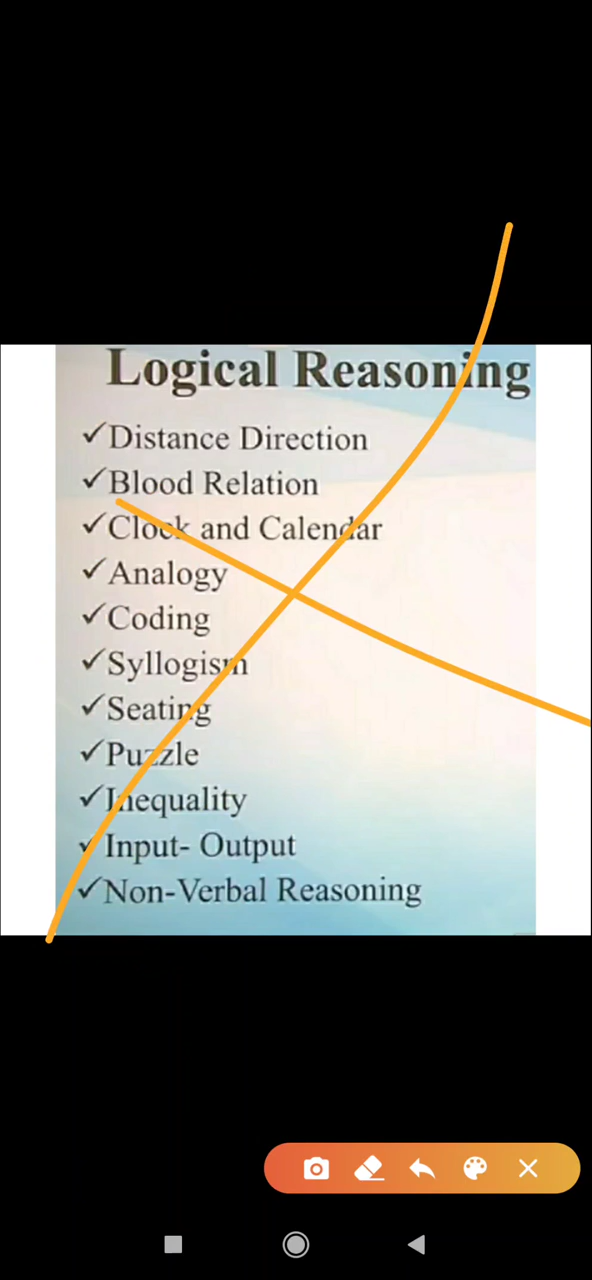 Logical Reasoning
✓Distance Direction
✓Blood Relation
✓Clock and Calendar
✓Analogy
✓Coding
✓Syllogism
✓Seating
✓Puzzle
✓Inequality
✓Input- Output
✓Non-Verbal Reasoning